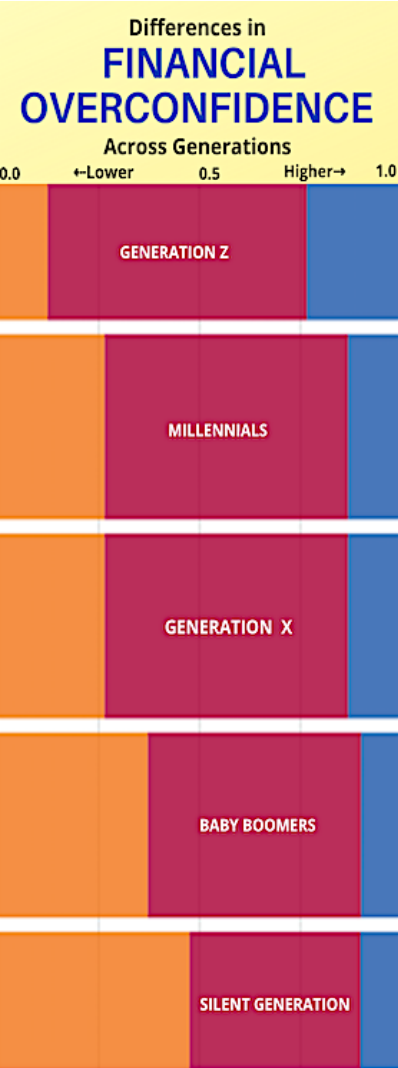 Differences in
FINANCIAL
OVERCONFIDENCE
Across Generations
0.0 ←Lower 0.5 Higher→ 1.0
GENERATION Z
MILLENNIALS
GENERATION X
BABY BOOMERS
SILENT GENERATION